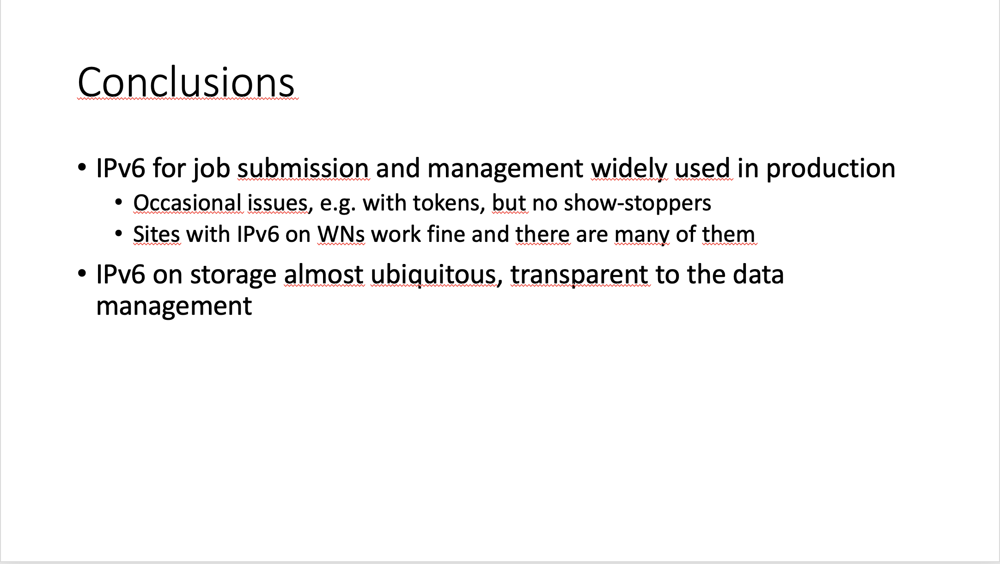 Conclusions
• IPv6 for job submission and management widely used in production
• Occasional issues, e.g. with tokens, but no show-stoppers
• Sites with IPv6 on WNs work fine and there are many of them
• IPv6 on storage almost ubiquitous, transparent to the data
management